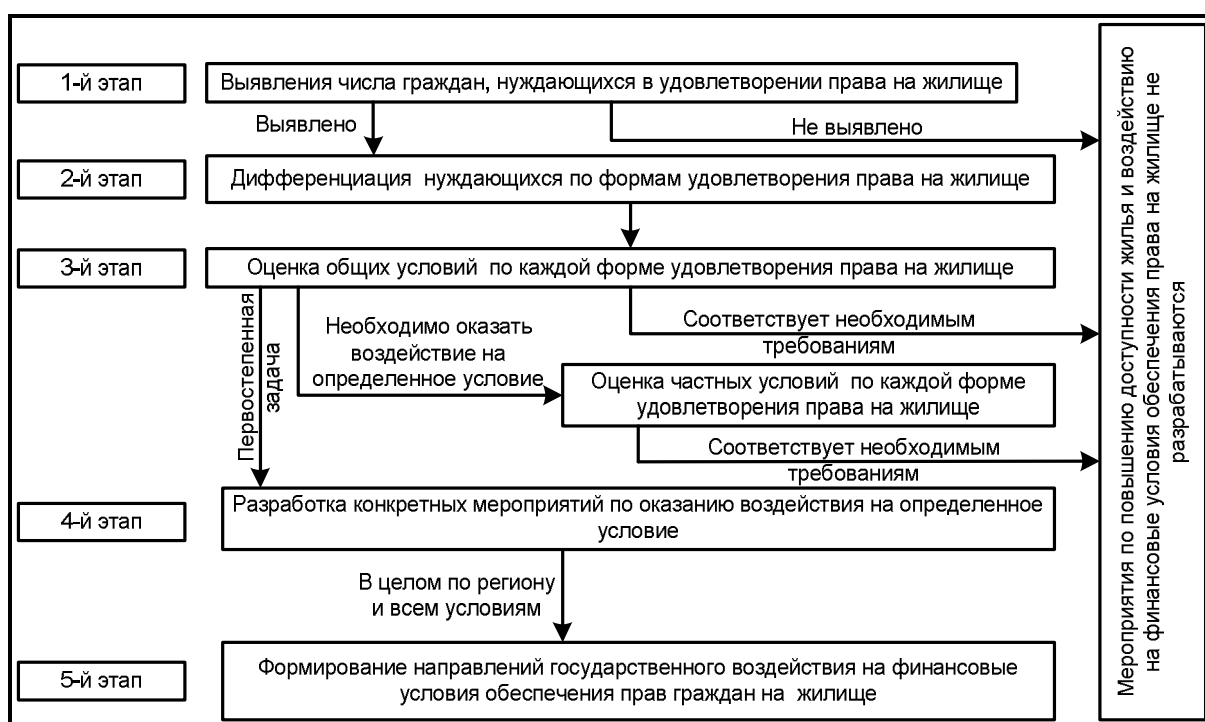 1-й этап
Выявления числа граждан, нуждающихся в удовлетворении права на жилище
Выявлено
Не выявлено
2-й этап
Дифференциация нуждающихся по формам удовлетворения права на жилище
3-й этап
Оценка общих условий по каждой форме удовлетворения права на жилище
Первостепенная
задача
Необходимо оказать
воздействие на
определенное условие
Соответствует необходимым
требованиям
Оценка частных условий по каждой форме
удовлетворения права на жилище
Соответствует необходимым
требованиям
4-й этап
Разработка конкретных мероприятий по оказанию воздействия на определенное
условие
В целом по региону
и всем условиям
5-й этап
Формирование направлений государственного воздействия на финансовые
условия обеспечения прав граждан на жилище
Мероприятия по повышению доступности жилья и воздействию
на финансовые условия обеспечения права на жилище не
разрабатываются